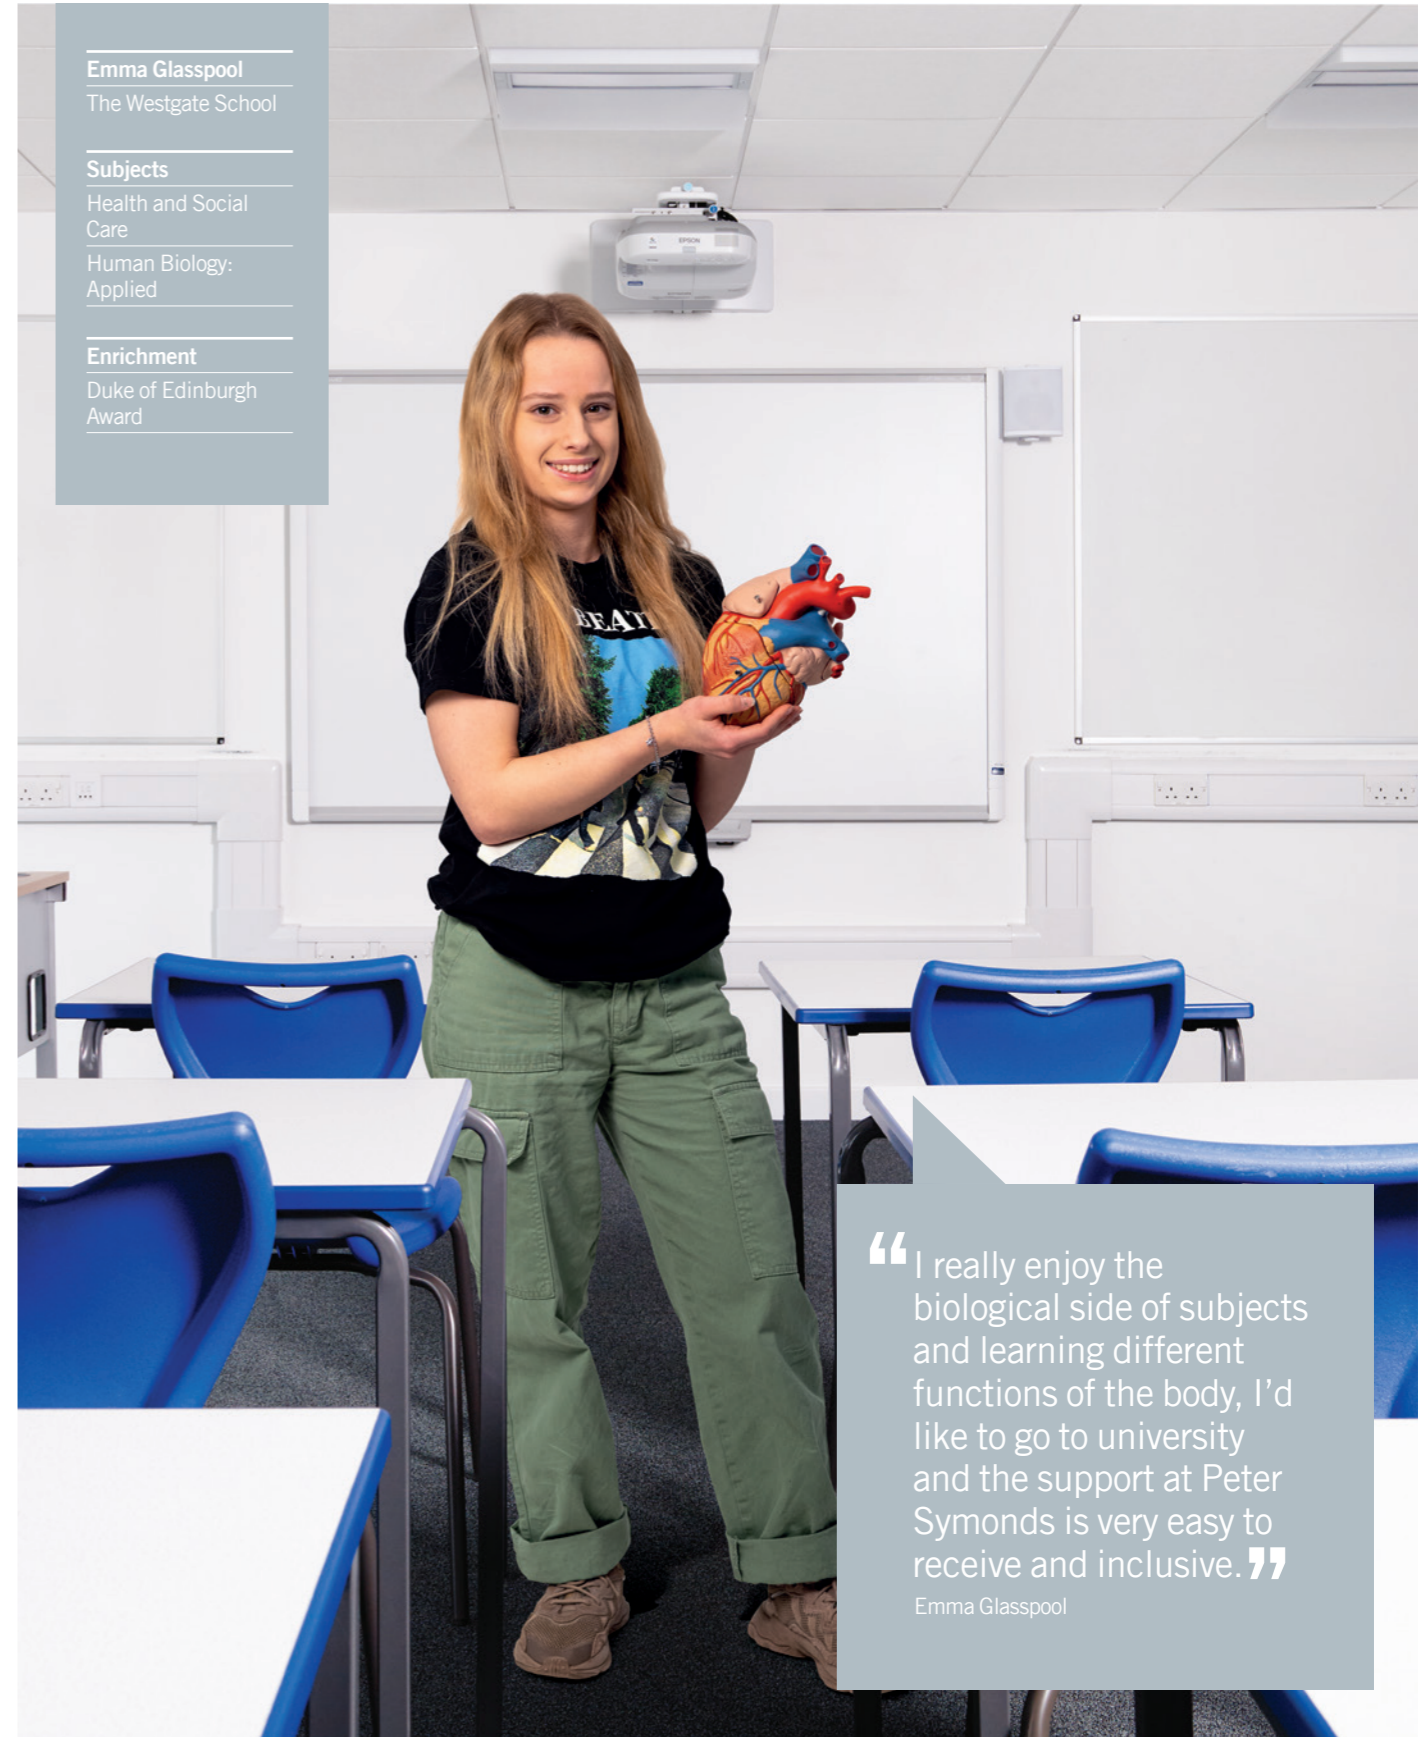 Emma Glasspool
The Westgate School
Subjects
Health and Social
Care
Human Biology:
Applied
Enrichment
Duke of Edinburgh
Award
EPSON
“I really enjoy the
biological side of subjects
and learning different
functions of the body, I’d
like to go to university
and the support at Peter
Symonds is very easy to
receive and inclusive.”
Emma Glasspool